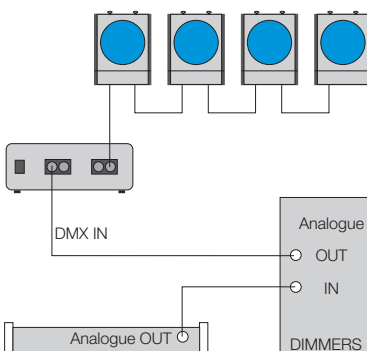 DMX IN
Analogue
OUT
IN
Analogue OUT
DIMMERS